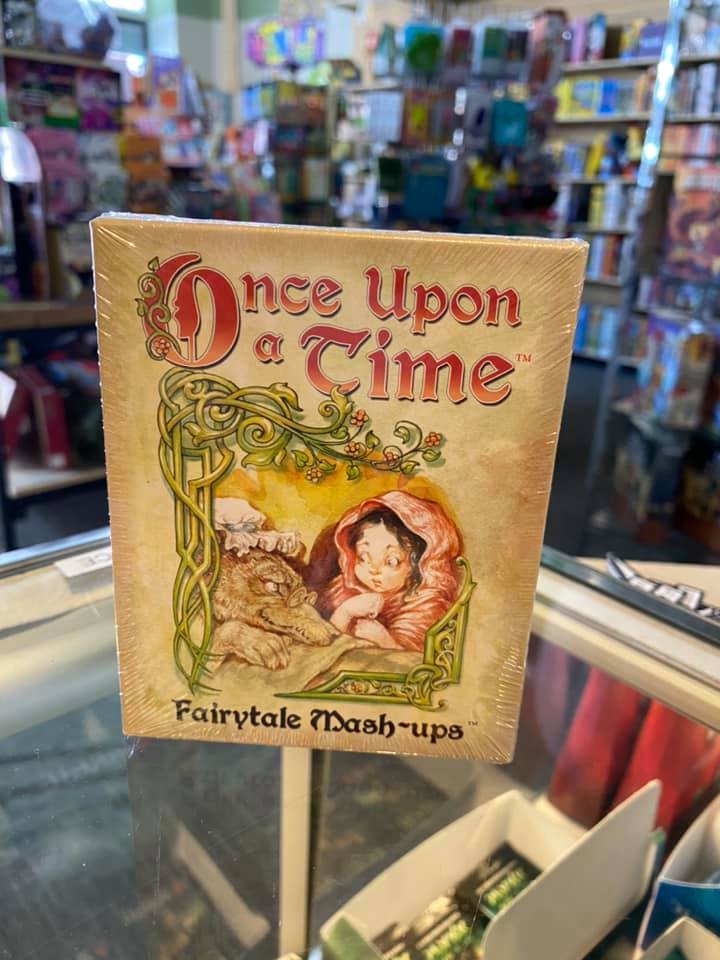 Once Upon
a Time™
Fairytale Mash-ups™